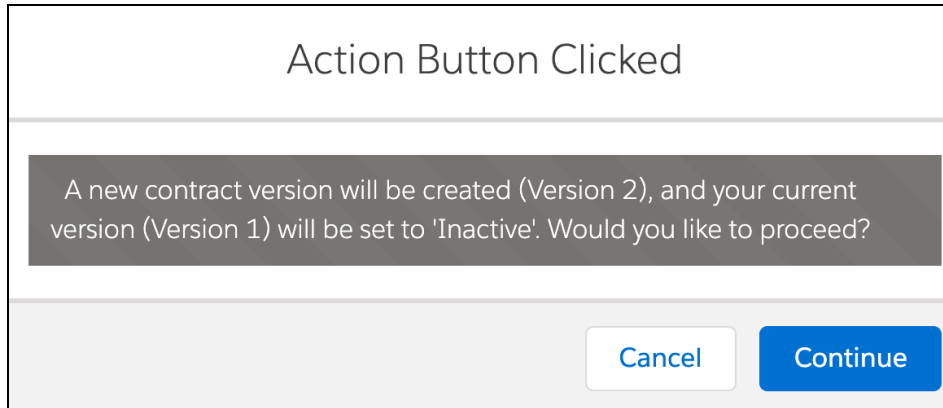 Action Button Clicked
A new contract version will be created (Version 2), and your current
version (Version 1) will be set to 'Inactive'. Would you like to proceed?
Cancel
Continue